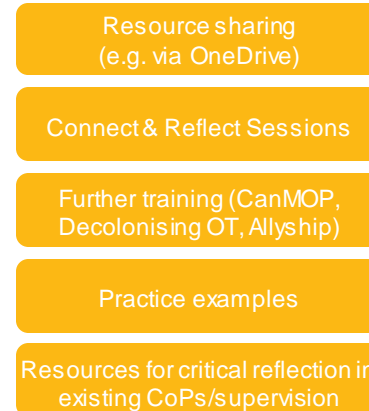 Resource sharing
(e.g. via OneDrive)
Connect & Reflect Sessions
Further training (CanMOP,
Decolonising OT, Allyship)
Practice examples
Resources for critical reflection in
existing CoPs/supervision